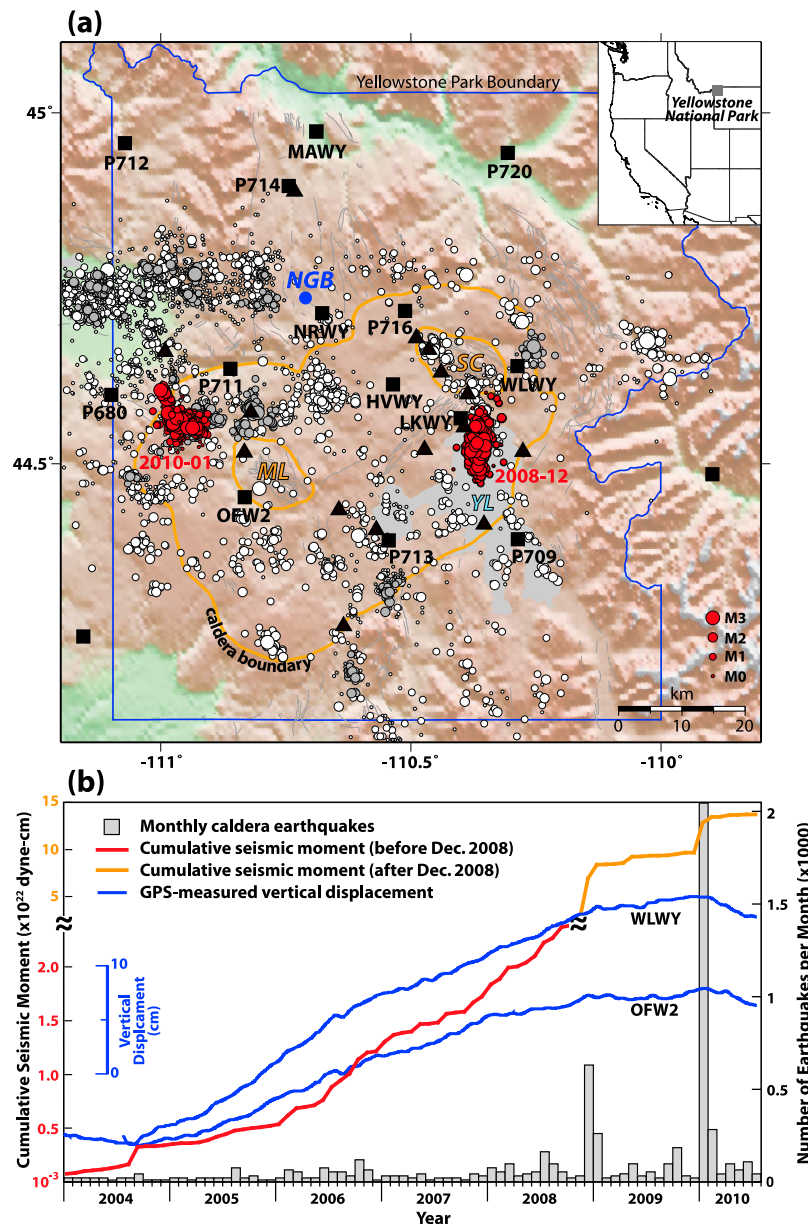 (a)
Yellowstone Park Boundary
Yellowstone
National Park
45°
P712
MAWY
P720
P714
NGB
NRWY
P716
SC
WLWY
P711
HVWY
P680
LKWY
44.5°
2010-01
ML
2008-12
YL
OFW2
P713
P709
caldera boundary
M3
M2
M1
M0
km
0 10 20
-111° -110.5° -110°
(b)
15
10
5
2.0
1.5
1.0
0.5
10-3
Cumulative Seismic Moment (x10²² dyne-cm)
Monthly caldera earthquakes
Cumulative seismic moment (before Dec. 2008)
Cumulative seismic moment (after Dec. 2008)
GPS-measured vertical displacement
WLWY
OFW2
10
0
Vertical
Displcament
(cm)
2
1.5
1
0.5
0
Number of Earthquakes per Month (x1000)
2004 2005 2006 2007 2008 2009 2010
Year